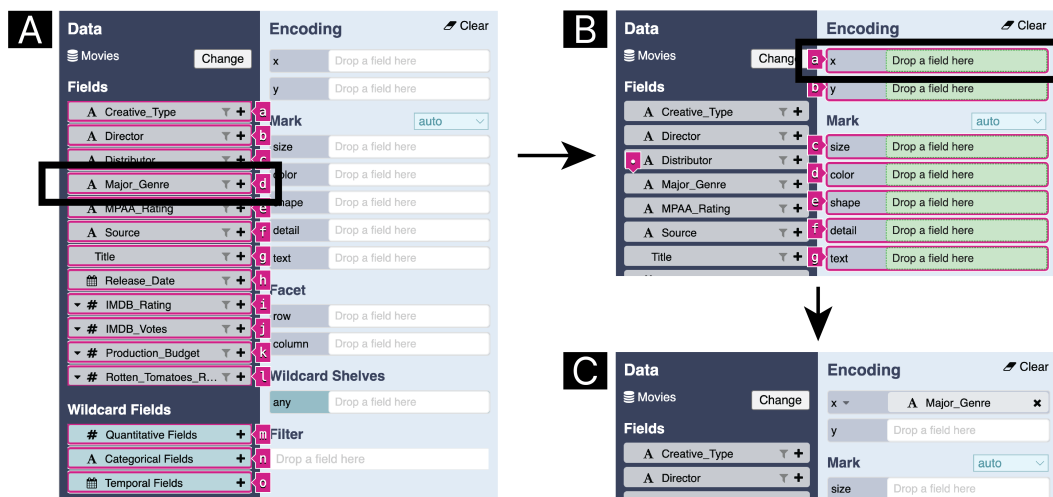 A
Data
Encoding
Clear
Movies
Change
x Drop a field here
Fields
y Drop a field here
A Creative_Type a
Mark auto
A Director b
A Distributor c
size Drop a field here
A Major_Genre d
color Drop a field here
A MPAA_Rating e
shape Drop a field here
A Source f
detail Drop a field here
Title g
text Drop a field here
Release_Date h
Facet
# IMDB_Rating i
row Drop a field here
# IMDB_Votes j
column Drop a field here
# Production_Budget k
# Rotten_Tomatoes_R... l
Wildcard Shelves
any Drop a field here
Wildcard Fields
# Quantitative Fields m
Filter
A Categorical Fields n
Drop a field here
Temporal Fields o
B
Data
Encoding
Clear
Movies
Change
a x Drop a field here
Fields
b y Drop a field here
A Creative_Type
Mark auto
A Director
c size Drop a field here
A Distributor
d color Drop a field here
A Major_Genre
e shape Drop a field here
A MPAA_Rating
f detail Drop a field here
A Source
g text Drop a field here
Title
C
Data
Encoding
Clear
Movies
Change
x A Major_Genre
Fields
y Drop a field here
A Creative_Type
Mark auto
A Director
size Drop a field here